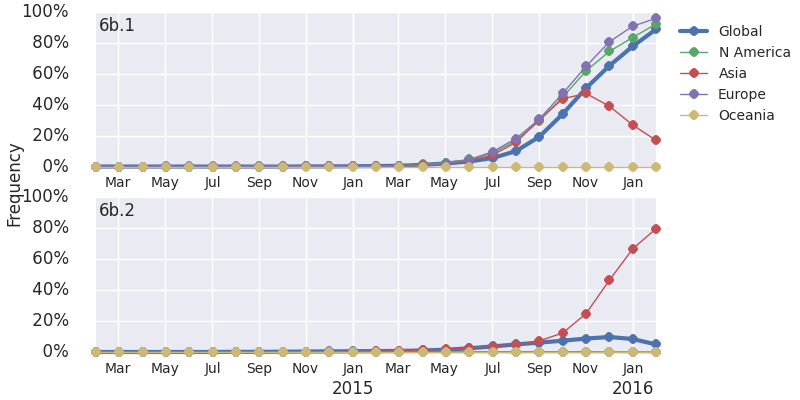 100%
80%
60%
40%
20%
0%
6b.1
Mar May Jul Sep Nov Jan Mar May Jul Sep Nov Jan
Global
N America
Asia
Europe
Oceania
Frequency
100%
80%
60%
40%
20%
0%
6b.2
Mar May Jul Sep Nov Jan Mar May Jul Sep Nov Jan
2015 2016